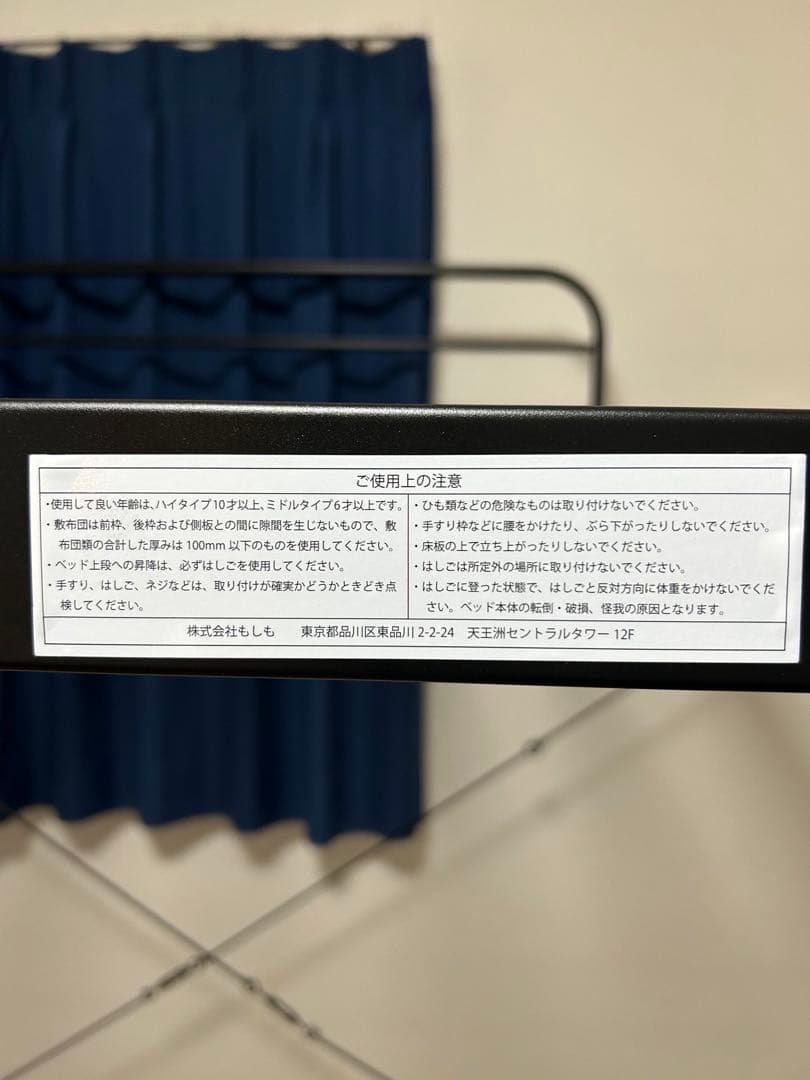 ご使用上の注意
・使用して良い年齢は、ハイタイプ10才以上、ミドルタイプ6才以上です。
・敷布団は前枠、後枠および側板との間に隙間を生じないもので、敷
布団類の合計した厚みは100mm以下のものを使用してください。
・ベッド上段への昇降は、必ずはしごを使用してください。
・手すり、はしご、ネジなどは、取り付けが確実かどうかときどき点
検してください。
・ひも類などの危険なものは取り付けないでください。
・手すり枠などに腰をかけたり、ぶら下がったりしないでください。
・床板の上で立ち上がったりしないでください。
・はしごは所定外の場所に取り付けないでください。
・はしごに登った状態で、はしごと反対方向に体重をかけないでくだ
さい。ベッド本体の転倒・破損、怪我の原因となります。
株式会社もしも 東京都品川区東品川2-2-24 天王洲セントラルタワー 12F